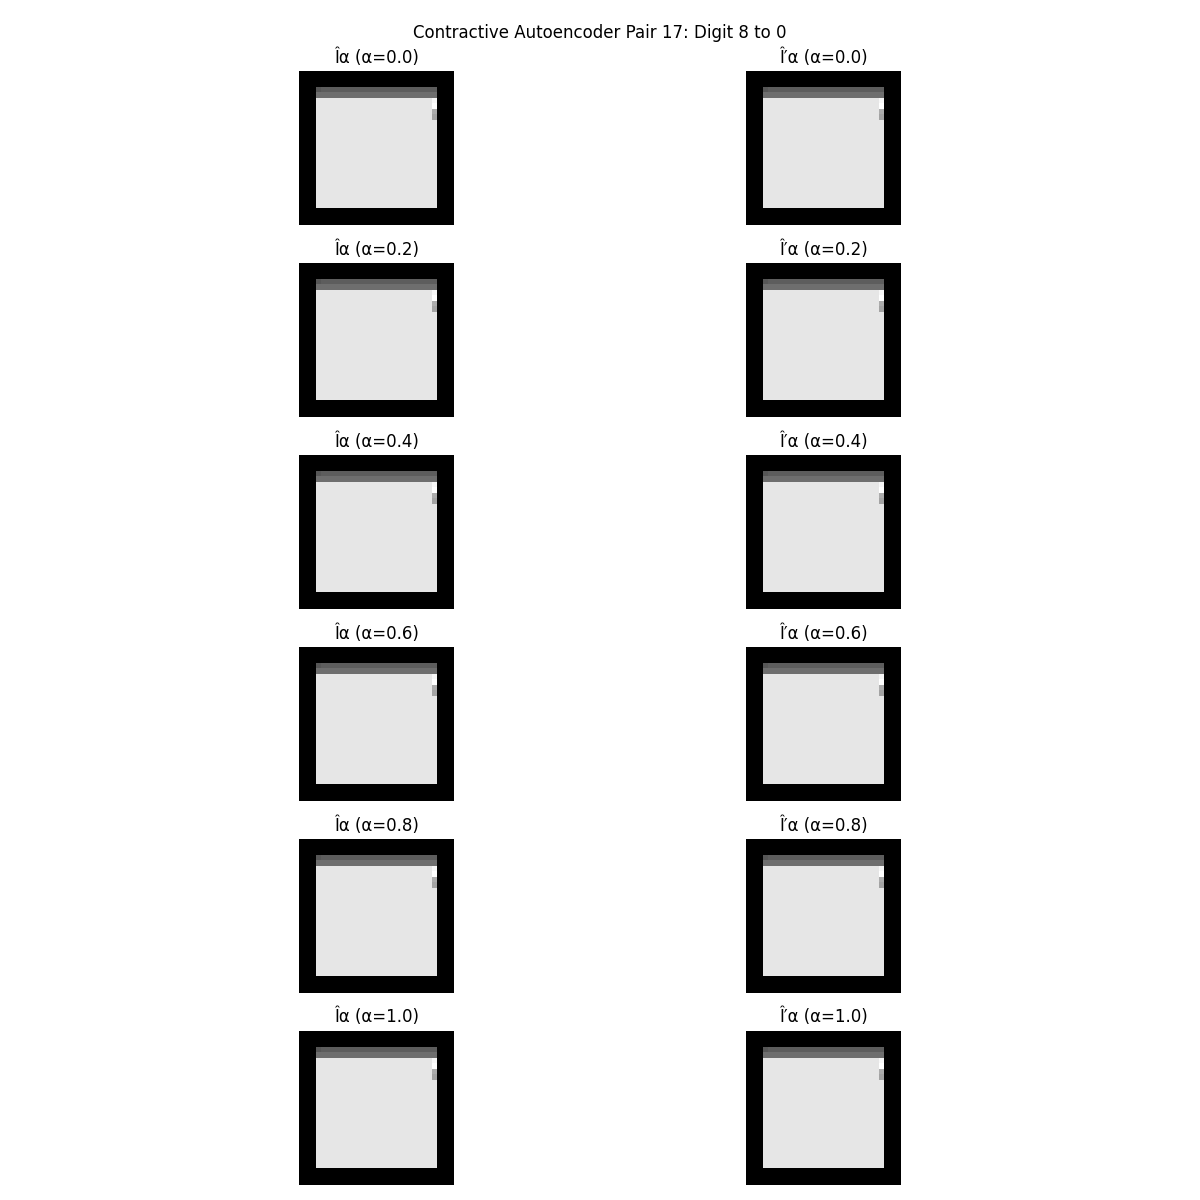 Contractive Autoencoder Pair 17: Digit 8 to 0
Îα (α=0.0) Î′α (α=0.0)
Îα (α=0.2) Î′α (α=0.2)
Îα (α=0.4) Î′α (α=0.4)
Îα (α=0.6) Î′α (α=0.6)
Îα (α=0.8) Î′α (α=0.8)
Îα (α=1.0) Î′α (α=1.0)